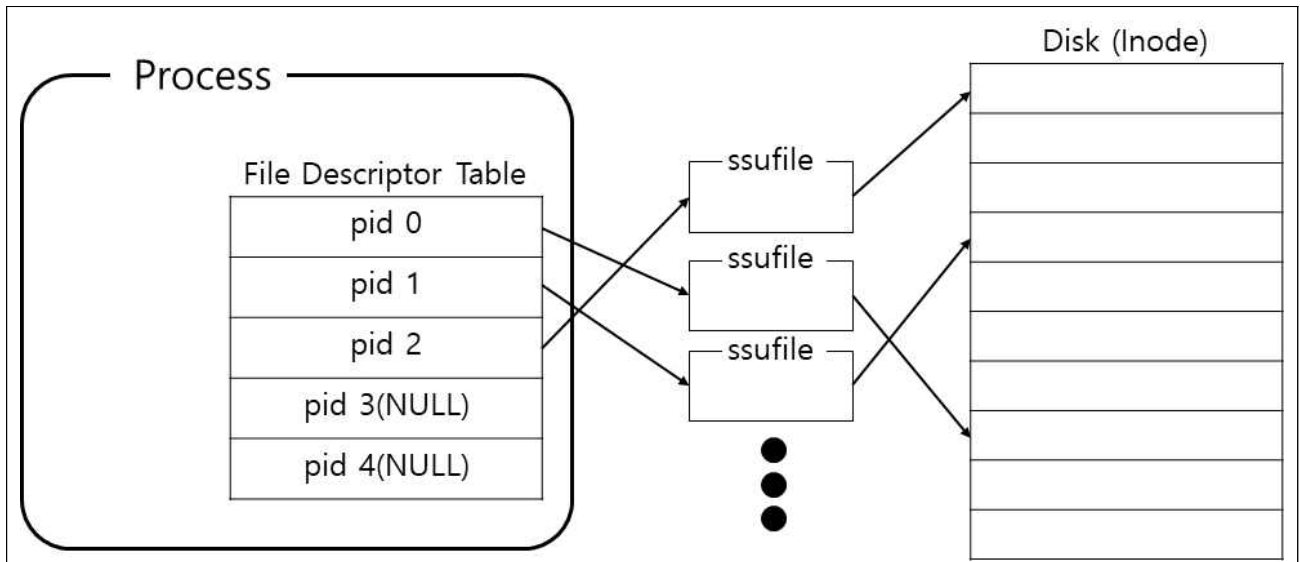 Process
File Descriptor Table
pid 0
pid 1
pid 2
pid 3(NULL)
pid 4(NULL)
ssufile
ssufile
ssufile
Disk (Inode)